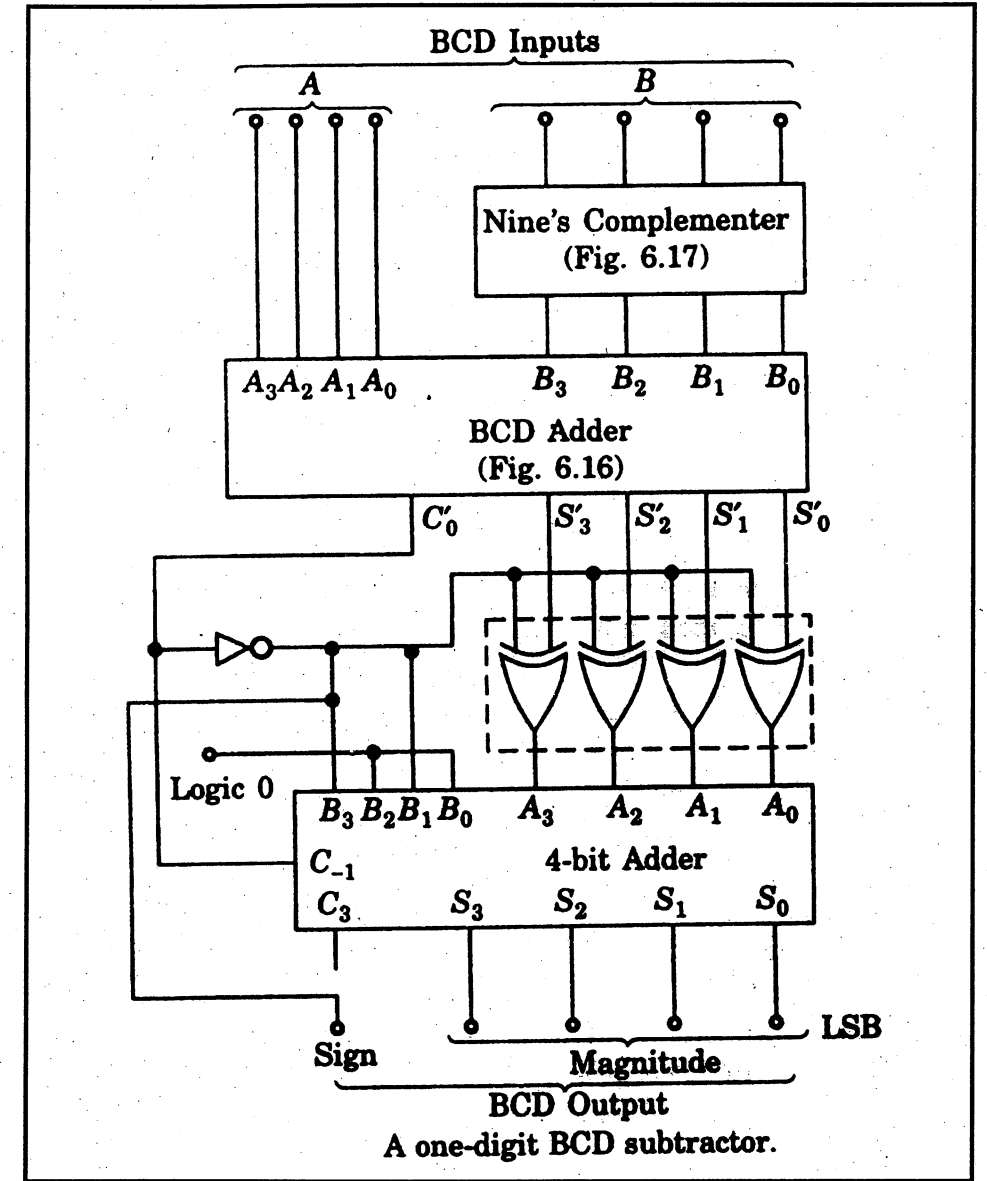 BCD Inputs
A B
Nine's Complementer
(Fig. 6.17)
A₃ A₂ A₁ A₀ B₃ B₂ B₁ B₀
BCD Adder
(Fig. 6.16)
C′₀ S′₃ S′₂ S′₁ S′₀
Logic 0
B₃ B₂ B₁ B₀ A₃ A₂ A₁ A₀
C₋₁ 4-bit Adder
C₃ S₃ S₂ S₁ S₀
LSB
Sign
Magnitude
BCD Output
A one-digit BCD subtractor.